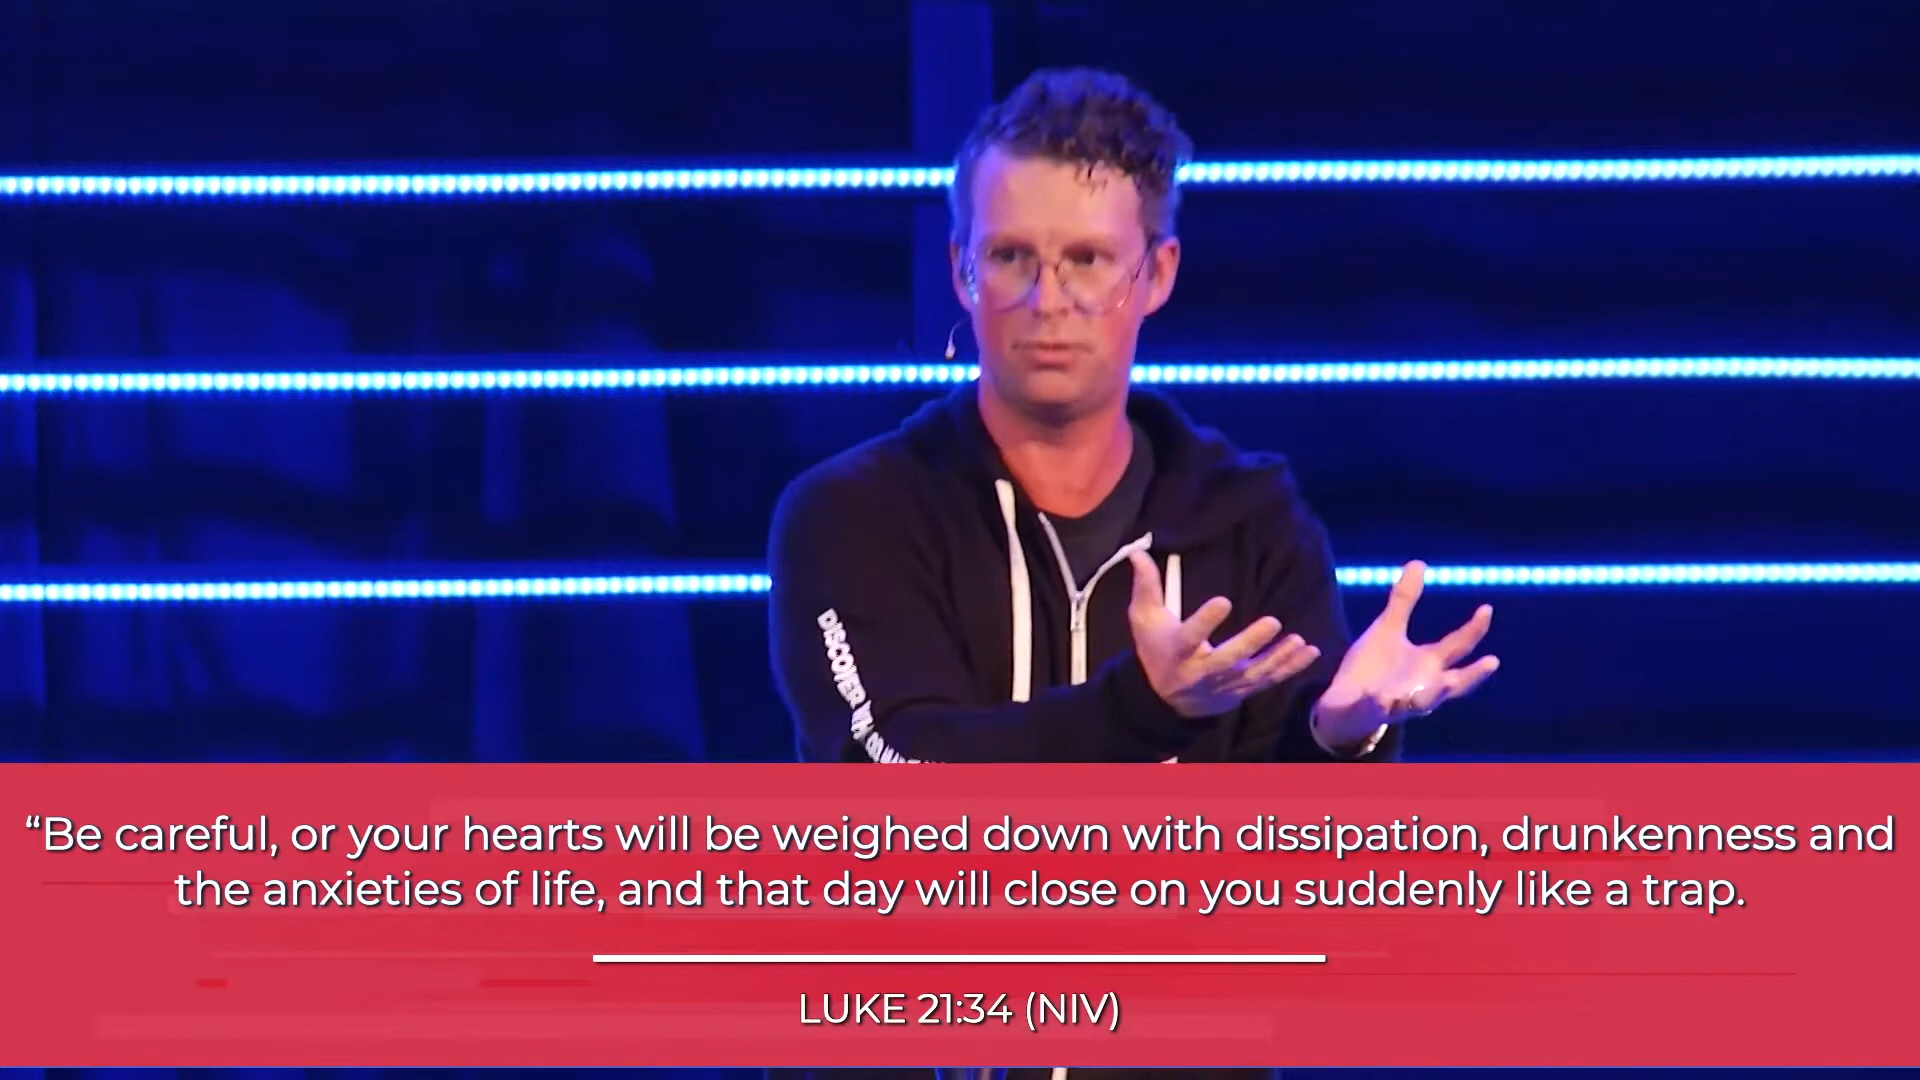 DISCOVER
“Be careful, or your hearts will be weighed down with dissipation, drunkenness and
the anxieties of life, and that day will close on you suddenly like a trap.
LUKE 21:34 (NIV)